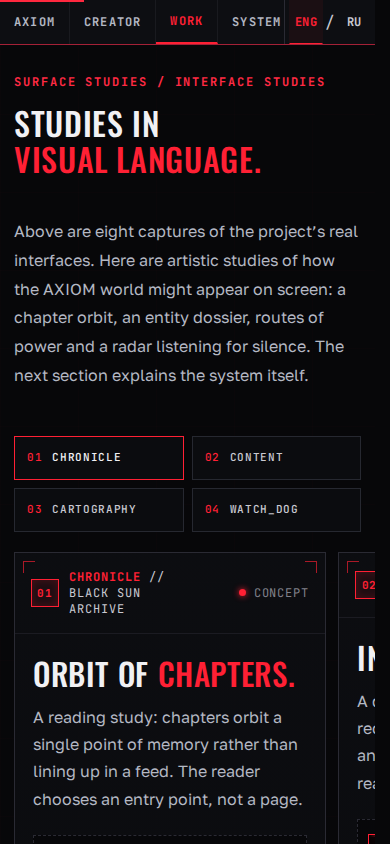 AXIOM CREATOR WORK SYSTEM ENG / RU
SURFACE STUDIES / INTERFACE STUDIES
STUDIES IN
VISUAL LANGUAGE.
Above are eight captures of the project’s real
interfaces. Here are artistic studies of how
the AXIOM world might appear on screen: a
chapter orbit, an entity dossier, routes of
power and a radar listening for silence. The
next section explains the system itself.
01 CHRONICLE
02 CONTENT
03 CARTOGRAPHY
04 WATCH_DOG
01
CHRONICLE //
BLACK SUN
ARCHIVE
CONCEPT
ORBIT OF CHAPTERS.
A reading study: chapters orbit a
single point of memory rather than
lining up in a feed. The reader
chooses an entry point, not a page.
02